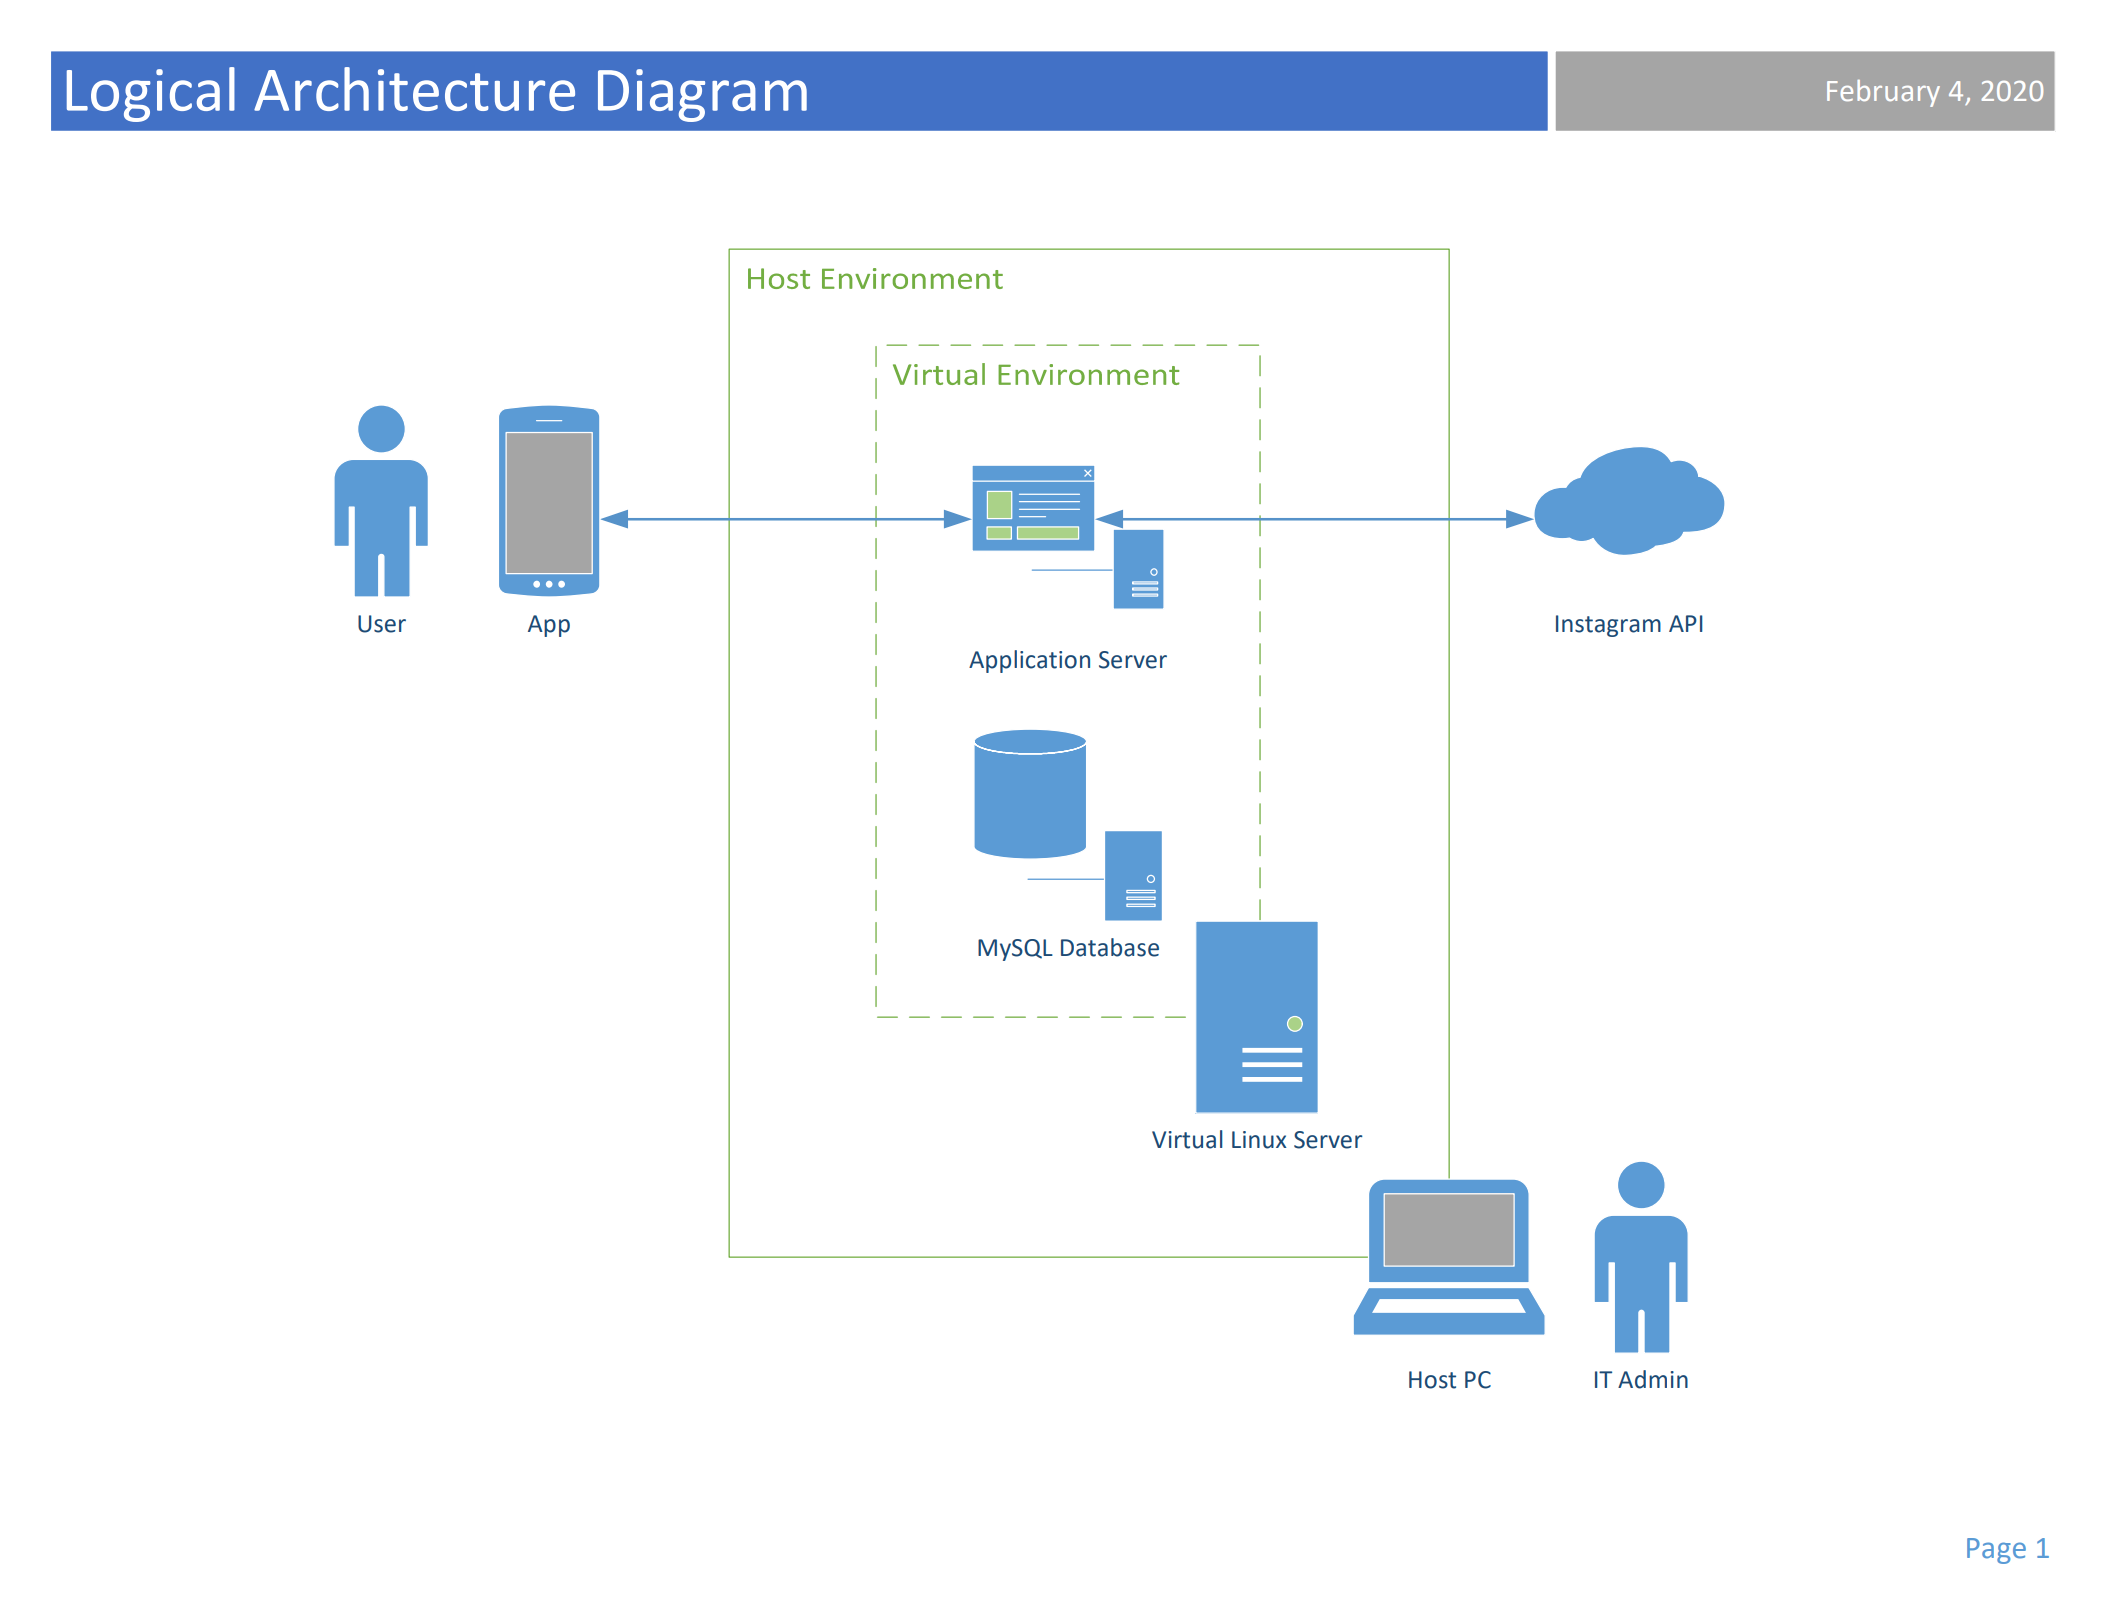 Logical Architecture Diagram
February 4, 2020
Host Environment
Virtual Environment
User
App
Instagram API
Application Server
MySQL Database
Virtual Linux Server
Host PC
IT Admin
Page 1